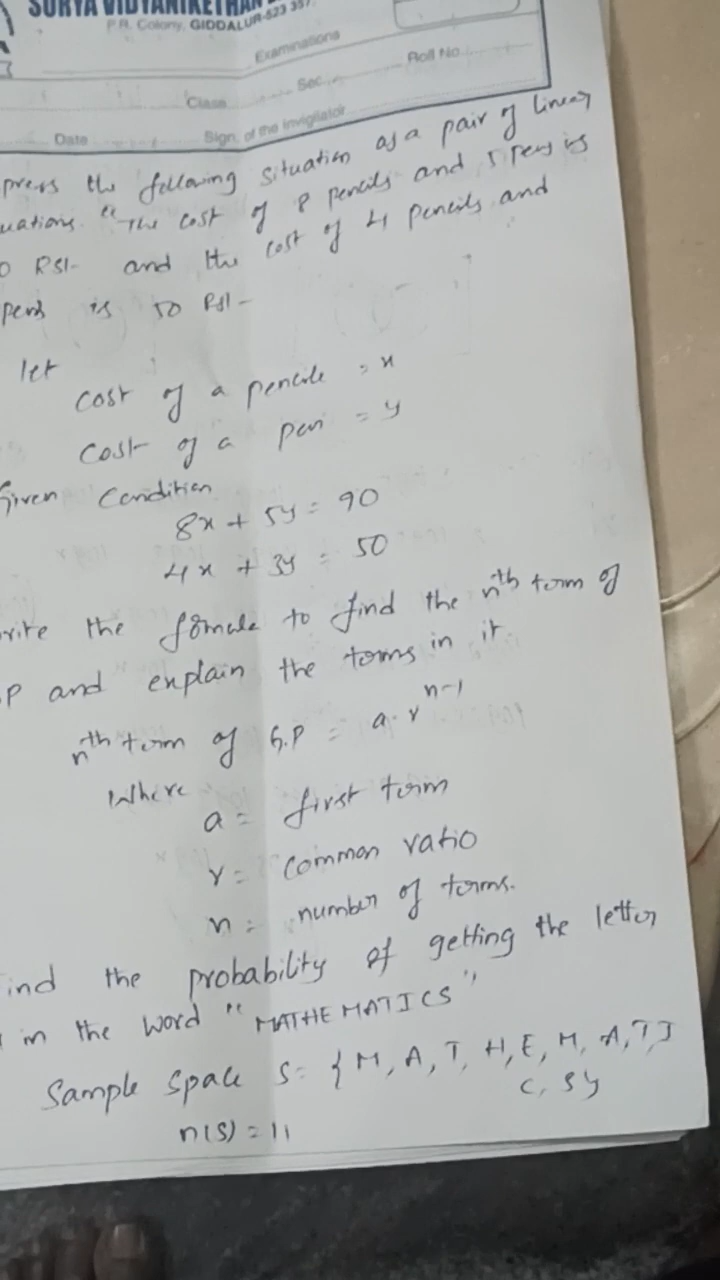 SURYA VIDYANIKETHAN
P.R. Colony, GIDDALUR-523 357.
Examinations
Class Sec. Roll No.
Date Sign. of the Invigilator
press the following situation as a pair of linear
uations. "The cost of 8 pencils and 5 pens is
0 RS/- and the cost of 4 pencils and
pens is 50 RS/-
let
cost of a pencile = x
cost of a pen = y
Given Condition
8x + 5y = 90
4x + 3y = 50
rite the to find the nth term of
P and explain the terms in it
nth term of G.P = a.r^n-1
Where
a = first term
r = common ratio
n = number of terms.
ind the probability of getting the letter
in the word "MATHEMATICS"
Sample Space S = { M, A, T, H, E, M, A, T, I
C, S }
n(S) = 11